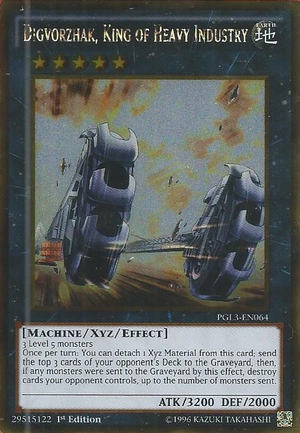 DIGVORZHAK, KING OF HEAVY INDUSTRY
EARTH
地
PGL3-EN064
[MACHINE/XYZ/EFFECT]
3 Level 5 monsters
Once per turn: You can detach 1 Xyz Material from this card; send
the top 3 cards of your opponent's Deck to the Graveyard, then,
if any monsters were sent to the Graveyard by this effect, destroy
cards your opponent controls, up to the number of monsters sent.
ATK/3200 DEF/2000
29515122 1st Edition
©1996 KAZUKI TAKAHASHI